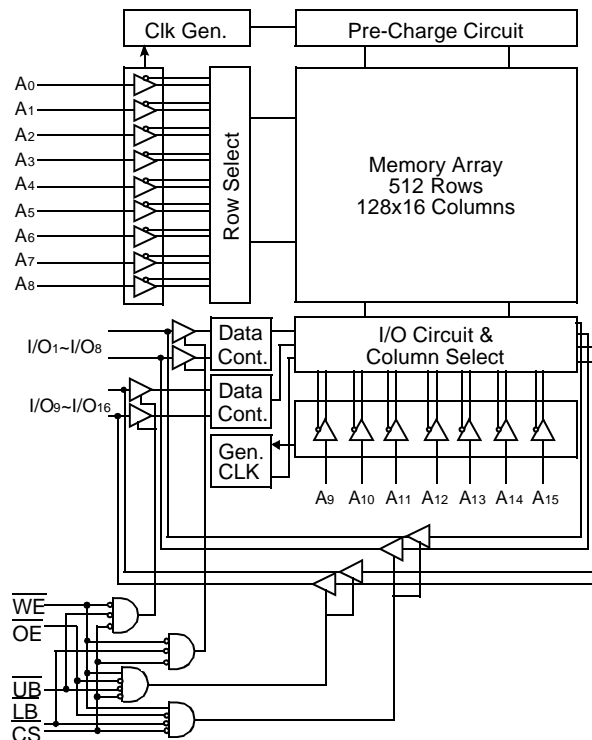 Clk Gen.
Pre-Charge Circuit
A0
A1
A2
A3
A4
A5
A6
A7
A8
Row Select
Memory Array
512 Rows
128x16 Columns
I/O1~I/O8
Data
Cont.
I/O Circuit &
Column Select
I/O9~I/O16
Data
Cont.
Gen.
CLK
A9 A10 A11 A12 A13 A14 A15
WE
OE
UB
LB
CS